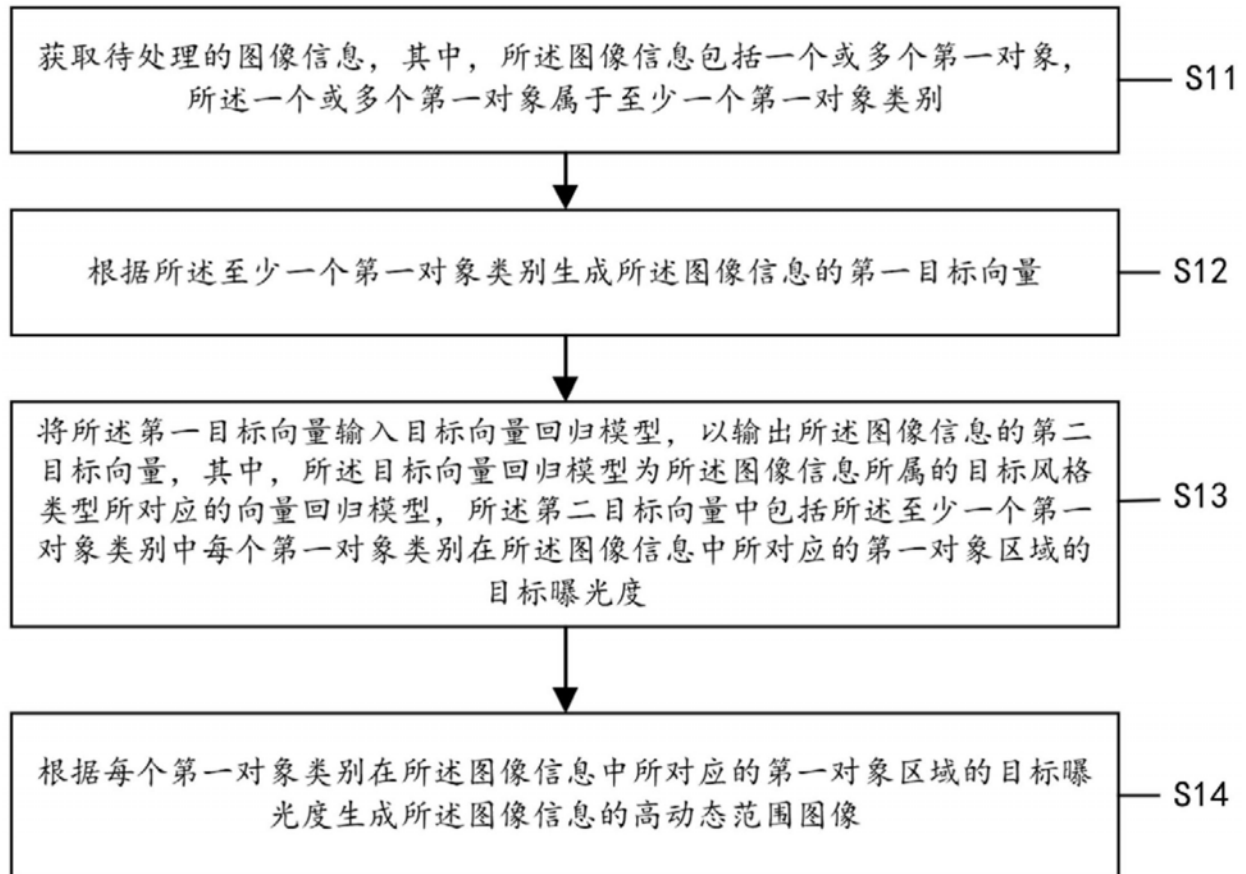 获取待处理的图像信息，其中，所述图像信息包括一个或多个第一对象，
所述一个或多个第一对象属于至少一个第一对象类别
S11
根据所述至少一个第一对象类别生成所述图像信息的第一目标向量
S12
将所述第一目标向量输入目标向量回归模型，以输出所述图像信息的第二
目标向量，其中，所述目标向量回归模型为所述图像信息所属的目标风格
类型所对应的向量回归模型，所述第二目标向量中包括所述至少一个第一
对象类别中每个第一对象类别在所述图像信息中所对应的第一对象区域的
目标曝光度
S13
根据每个第一对象类别在所述图像信息中所对应的第一对象区域的目标曝
光度生成所述图像信息的高动态范围图像
S14